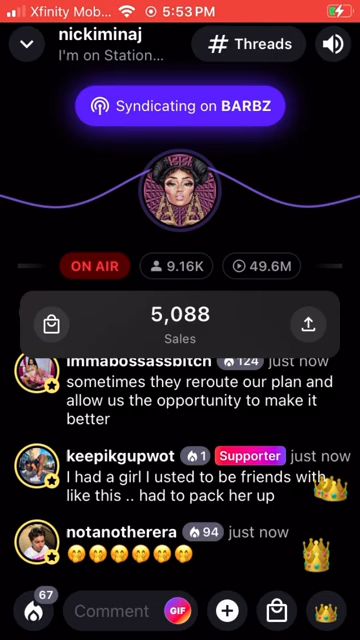 Xfinity Mob... 5:53 PM
nickiminaj
I'm on Station...
# Threads
Syndicating on BARBZ
ON AIR 9.16K 49.6M
5,088
Sales
immabossassbitch 124 just now
sometimes they reroute our plan and
allow us the opportunity to make it
better
keepikgupwot 1 Supporter just now
I had a girl I usted to be friends with
like this .. had to pack her up
notanotherera 94 just now
67
Comment GIF